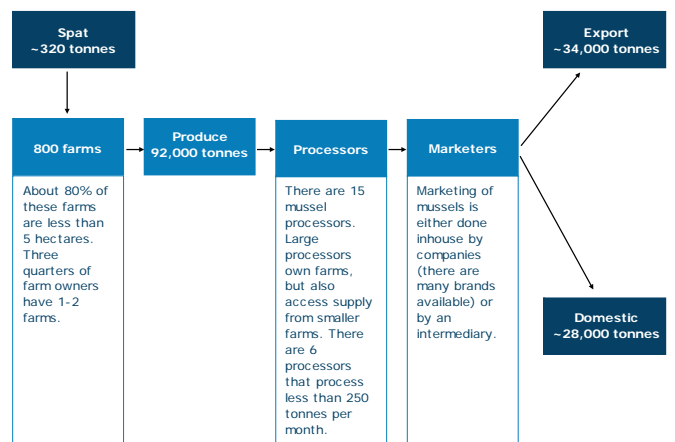 Spat
~320 tonnes
Export
~34,000 tonnes
800 farms
Produce
92,000 tonnes
Processors
Marketers
About 80% of
these farms
are less than
5 hectares.
Three
quarters of
farm owners
have 1-2
farms.
There are 15
mussel
processors.
Large
processors
own farms,
but also
access supply
from smaller
farms. There
are 6
processors
that process
less than 250
tonnes per
month.
Marketing of
mussels is
either done
inhouse by
companies
(there are
many brands
available) or
by an
intermediary.
Domestic
~28,000 tonnes